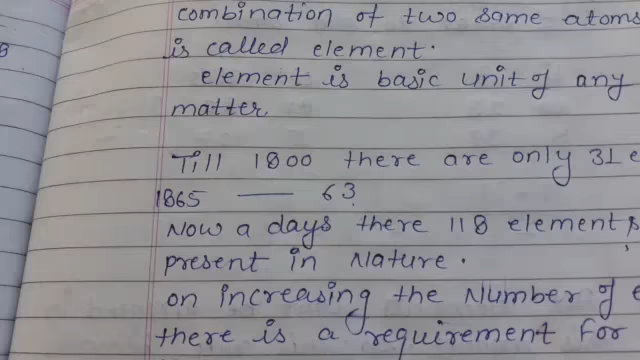 combination of two same atoms
is called element.
element is basic unit of any
matter.
Till 1800 there are only 31 e
1865 — 63
Now a days there 118 elements
present in Nature.
on increasing the Number of e
there is a requirement for